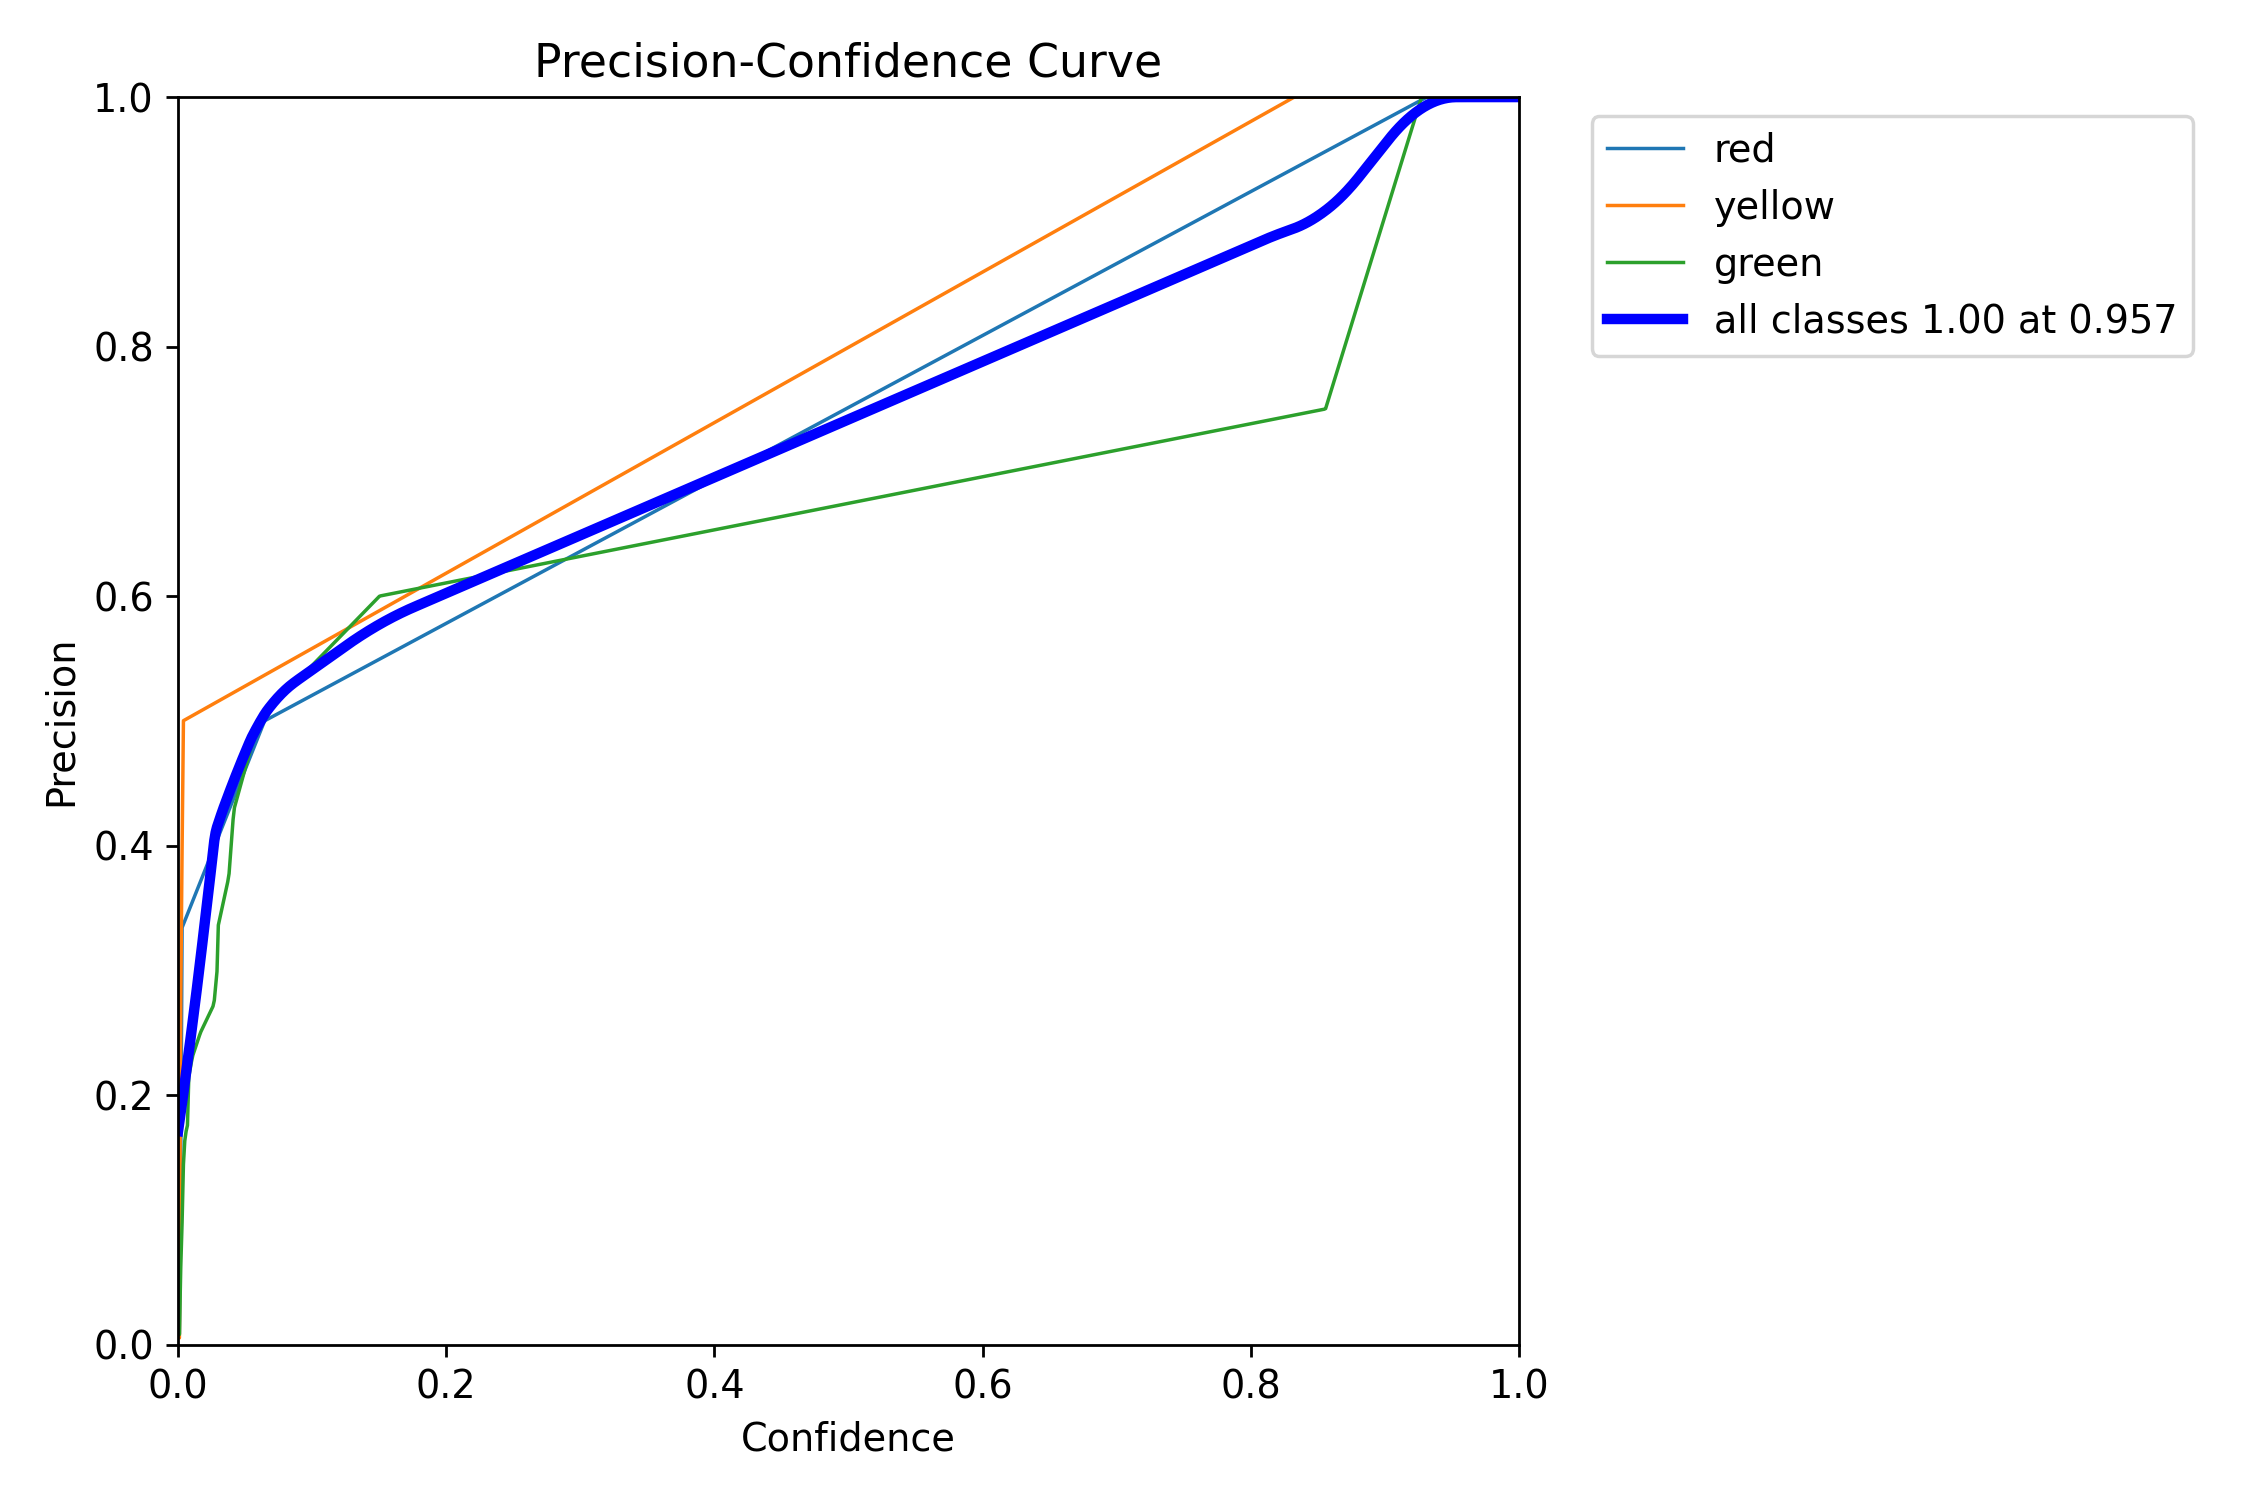 Precision-Confidence Curve
1.0
0.8
0.6
0.4
0.2
0.0
Precision
0.0 0.2 0.4 0.6 0.8 1.0
Confidence
red
yellow
green
all classes 1.00 at 0.957